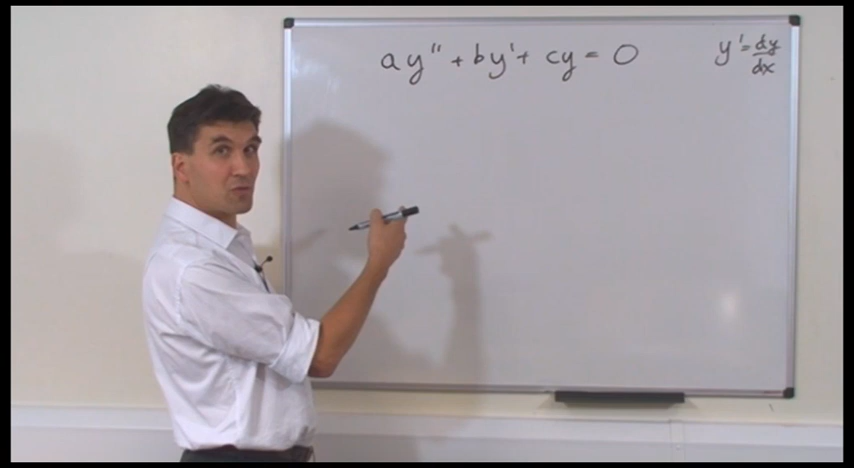 ay'' + by' + cy = 0
y' = dy/dx